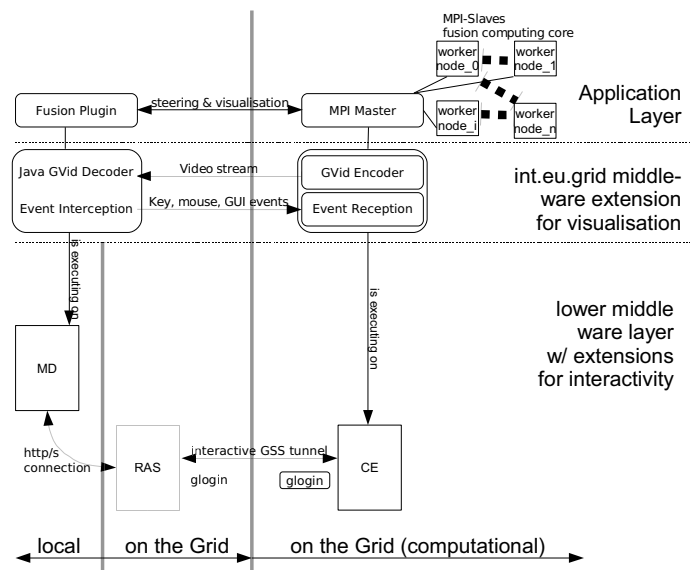 MPI-Slaves
fusion computing core
worker
node_0
worker
node_1
worker
node_i
worker
node_n
Application
Layer
Fusion Plugin
steering & visualisation
MPI Master
Java GVid Decoder
Video stream
GVid Encoder
Event Interception
Key, mouse, GUI events
Event Reception
int.eu.grid middle-
ware extension
for visualisation
is executing on
is executing on
lower middle
ware layer
w/ extensions
for interactivity
MD
http/s
connection
RAS
interactive GSS tunnel
glogin
glogin
CE
local
on the Grid
on the Grid (computational)